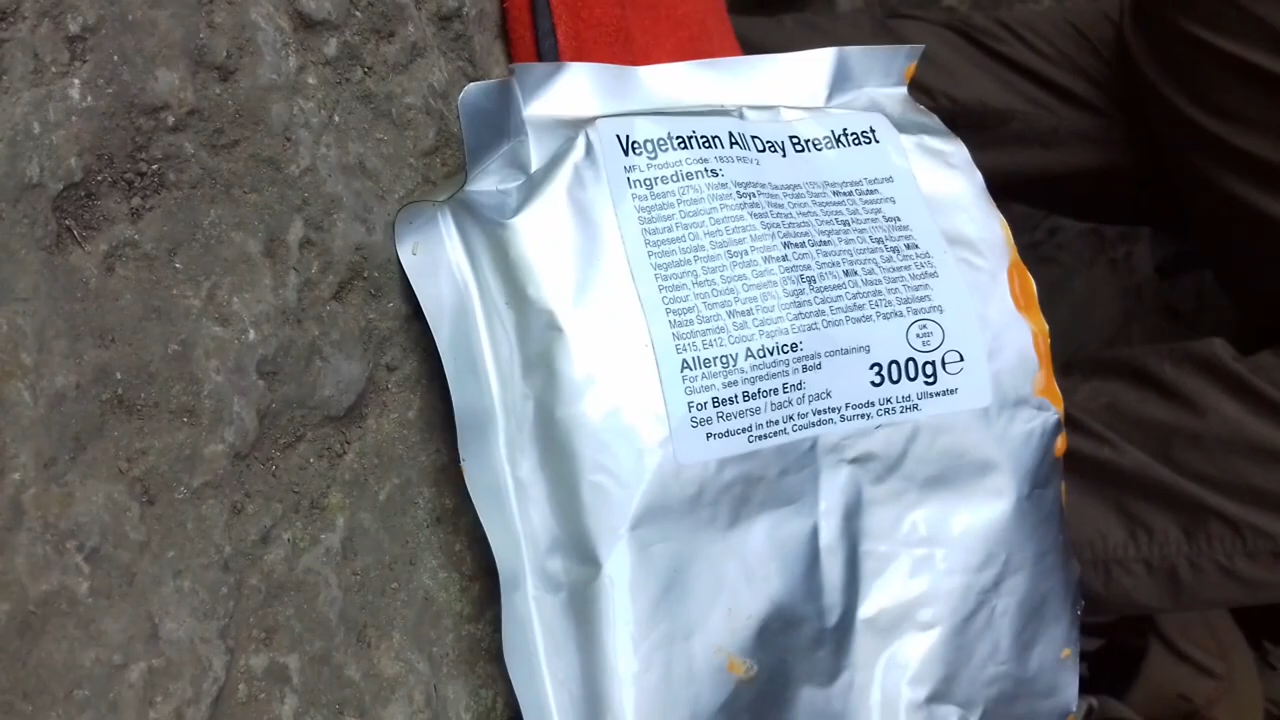 Vegetarian All Day Breakfast
MFL Product Code: 1833 REV 2
Ingredients:
Pea Beans (27%), Water, Vegetarian Sausages (15%)(Rehydrated Textured
Vegetable Protein (Water, Soya Protein, Potato Starch, Wheat Gluten,
Stabiliser: Dicalcium Phosphate), Water, Onion, Rapeseed Oil, Seasoning
(Natural Flavour, Dextrose, Yeast Extract, Herbs, Spices, Salt, Sugar,
Rapeseed Oil, Herb Extracts, Spice Extracts), Dried Egg Albumen, Soya
Protein Isolate, Stabiliser: Methyl Cellulose), Vegetarian Ham (11%)(Water,
Vegetable Protein (Soya Protein, Wheat Gluten), Palm Oil, Egg Albumen,
Flavouring, Starch (Potato, Wheat, Corn), Flavouring (contains Egg), Milk
Protein, Herbs, Spices, Garlic, Dextrose, Smoke Flavouring, Salt, Citric Acid,
Colour: Iron Oxide), Omelette (8%)(Egg (61%), Milk, Salt, Thickener: E415,
Pepper), Tomato Puree (6%), Sugar, Rapeseed Oil, Maize Starch, Modified
Maize Starch, Wheat Flour (contains Calcium Carbonate, Iron, Thiamin,
Nicotinamide), Salt, Calcium Carbonate, Emulsifier: E472e; Stabilisers:
E415, E412; Colour: Paprika Extract; Onion Powder, Paprika, Flavouring.
UK
RJ021
EC
Allergy Advice:
For Allergens, including cereals containing
Gluten, see ingredients in Bold
300g e
For Best Before End:
See Reverse / back of pack
Produced in the UK for Vestey Foods UK Ltd, Ullswater
Crescent, Coulsdon, Surrey, CR5 2HR.